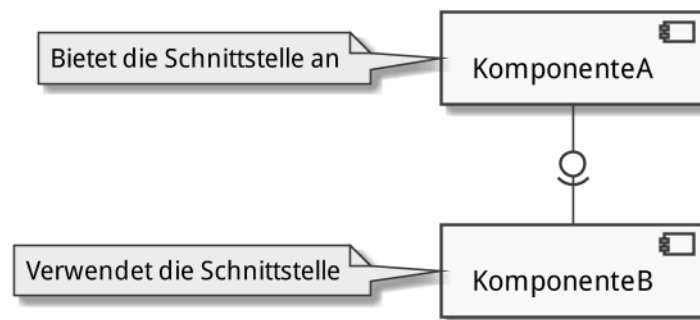 Bietet die Schnittstelle an
KomponenteA
Verwendet die Schnittstelle
KomponenteB